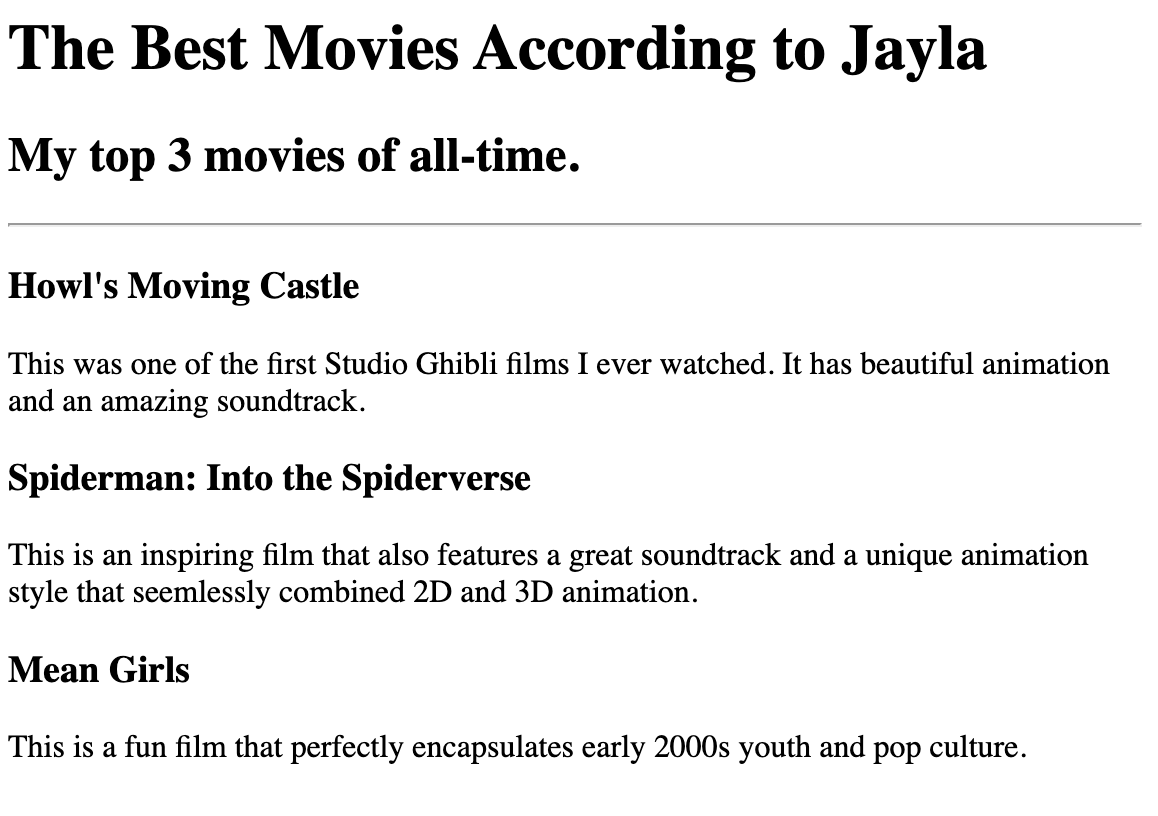 The Best Movies According to Jayla
My top 3 movies of all-time.
Howl's Moving Castle
This was one of the first Studio Ghibli films I ever watched. It has beautiful animation
and an amazing soundtrack.
Spiderman: Into the Spiderverse
This is an inspiring film that also features a great soundtrack and a unique animation
style that seemlessly combined 2D and 3D animation.
Mean Girls
This is a fun film that perfectly encapsulates early 2000s youth and pop culture.